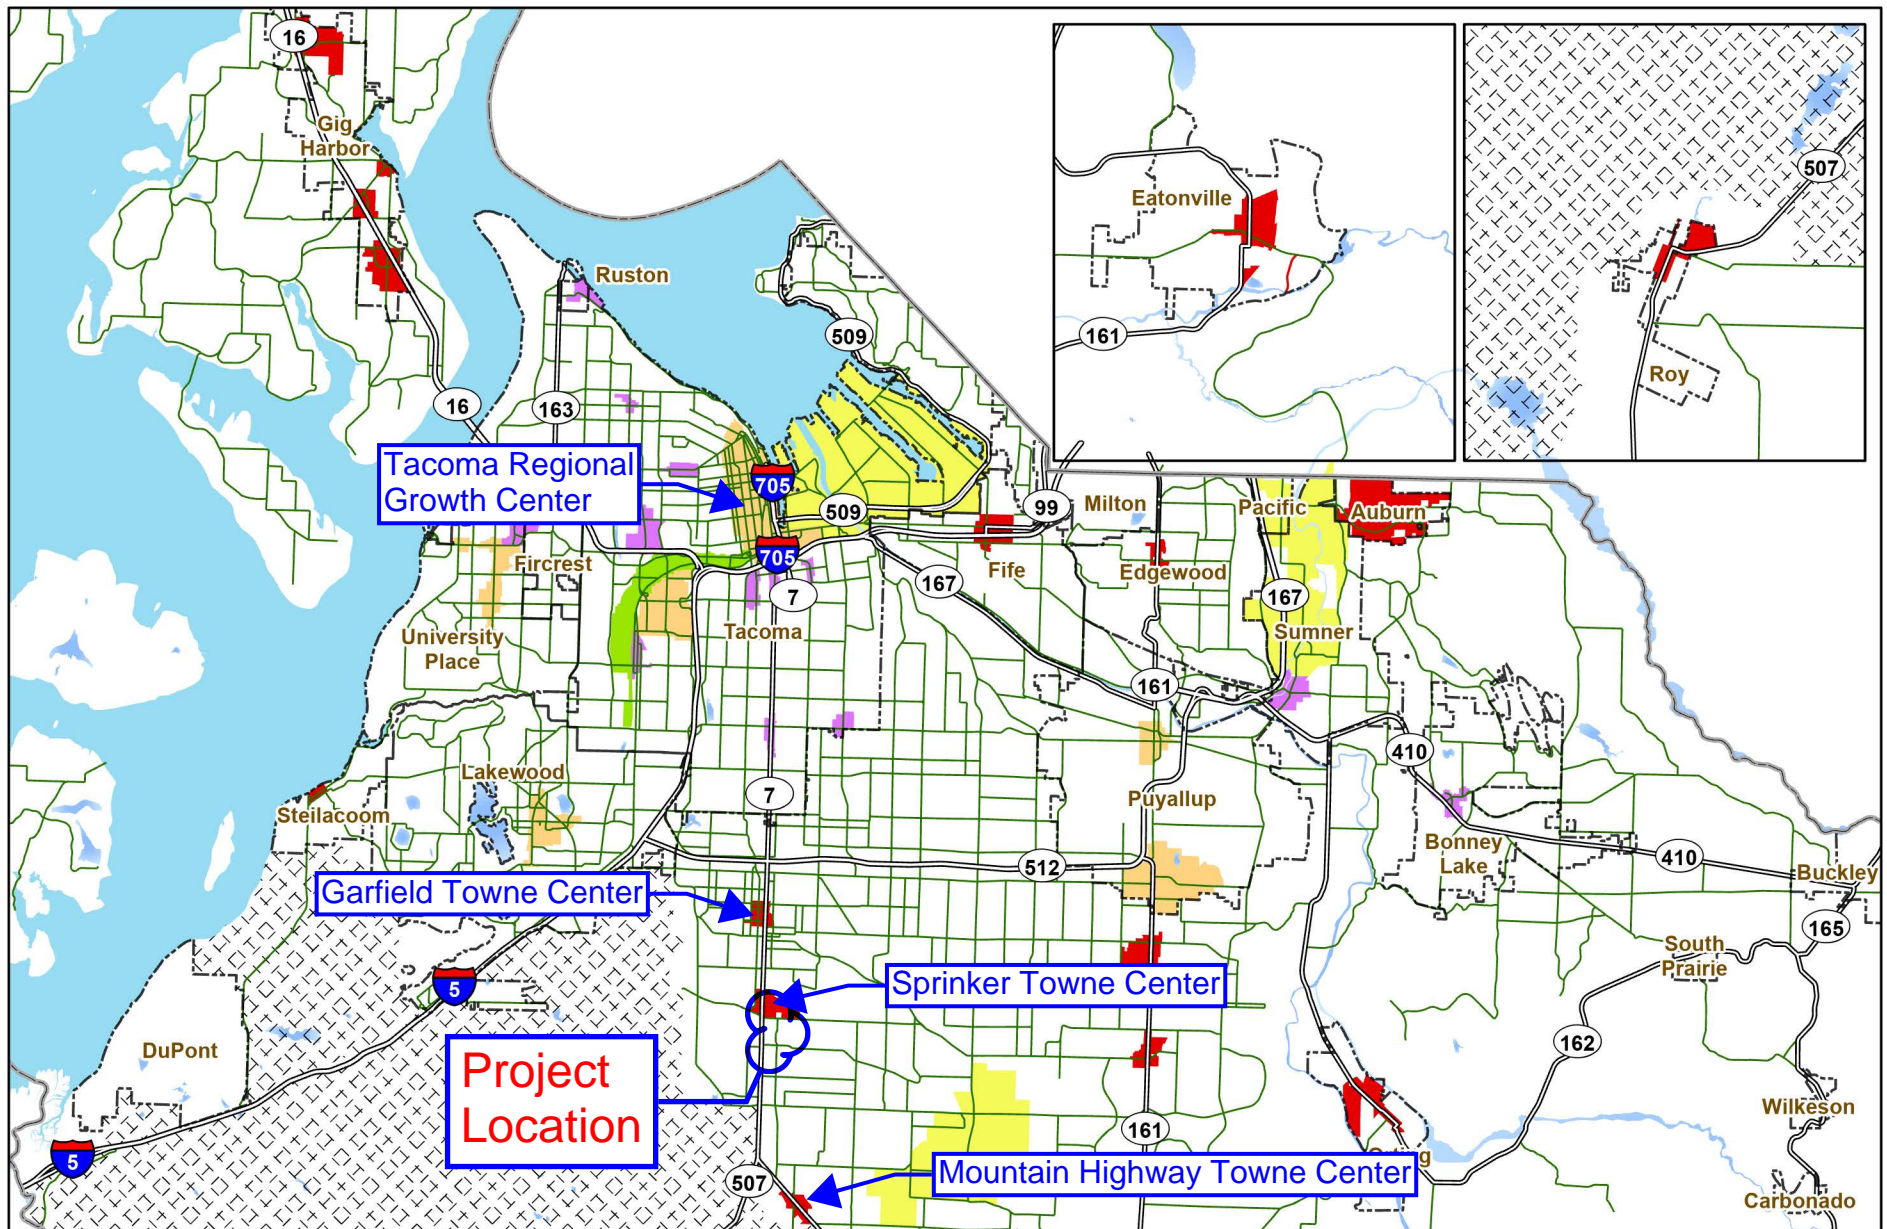 16
Gig
Harbor
Ruston
509
16
163
Eatonville
161
507
Roy
Tacoma Regional
Growth Center
705
509
99
Milton
Pacific
Auburn
705
Fircrest
7
167
Fife
Edgewood
167
University
Place
Tacoma
Sumner
161
410
Lakewood
7
Puyallup
Steilacoom
Bonney
Lake
512
410
Buckley
Garfield Towne Center
165
South
Prairie
5
Sprinker Towne Center
DuPont
Project
Location
162
Wilkeson
161
5
507
Mountain Highway Towne Center
Carbonado